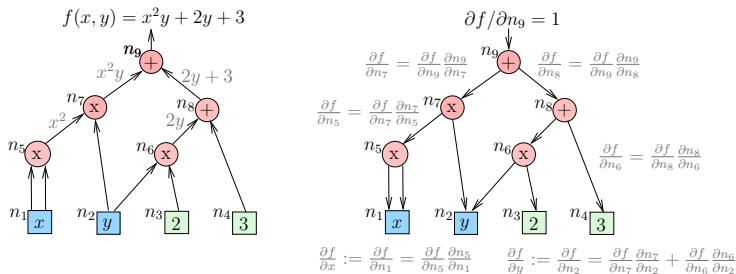 f(x, y) = x²y + 2y + 3
n₉
+
x²y
2y + 3
n₇
x
n₈
+
x²
2y
n₅
x
n₆
x
n₁
x
n₂
y
n₃
2
n₄
3
∂f/∂n₉ = 1
n₉
+
∂f/∂n₇ = ∂f/∂n₉ ∂n₉/∂n₇
∂f/∂n₈ = ∂f/∂n₉ ∂n₉/∂n₈
n₇
x
n₈
+
∂f/∂n₅ = ∂f/∂n₇ ∂n₇/∂n₅
n₅
x
n₆
x
∂f/∂n₆ = ∂f/∂n₈ ∂n₈/∂n₆
n₁
x
n₂
y
n₃
2
n₄
3
∂f/∂x := ∂f/∂n₁ = ∂f/∂n₅ ∂n₅/∂n₁
∂f/∂y := ∂f/∂n₂ = ∂f/∂n₇ ∂n₇/∂n₂ + ∂f/∂n₆ ∂n₆/∂n₂